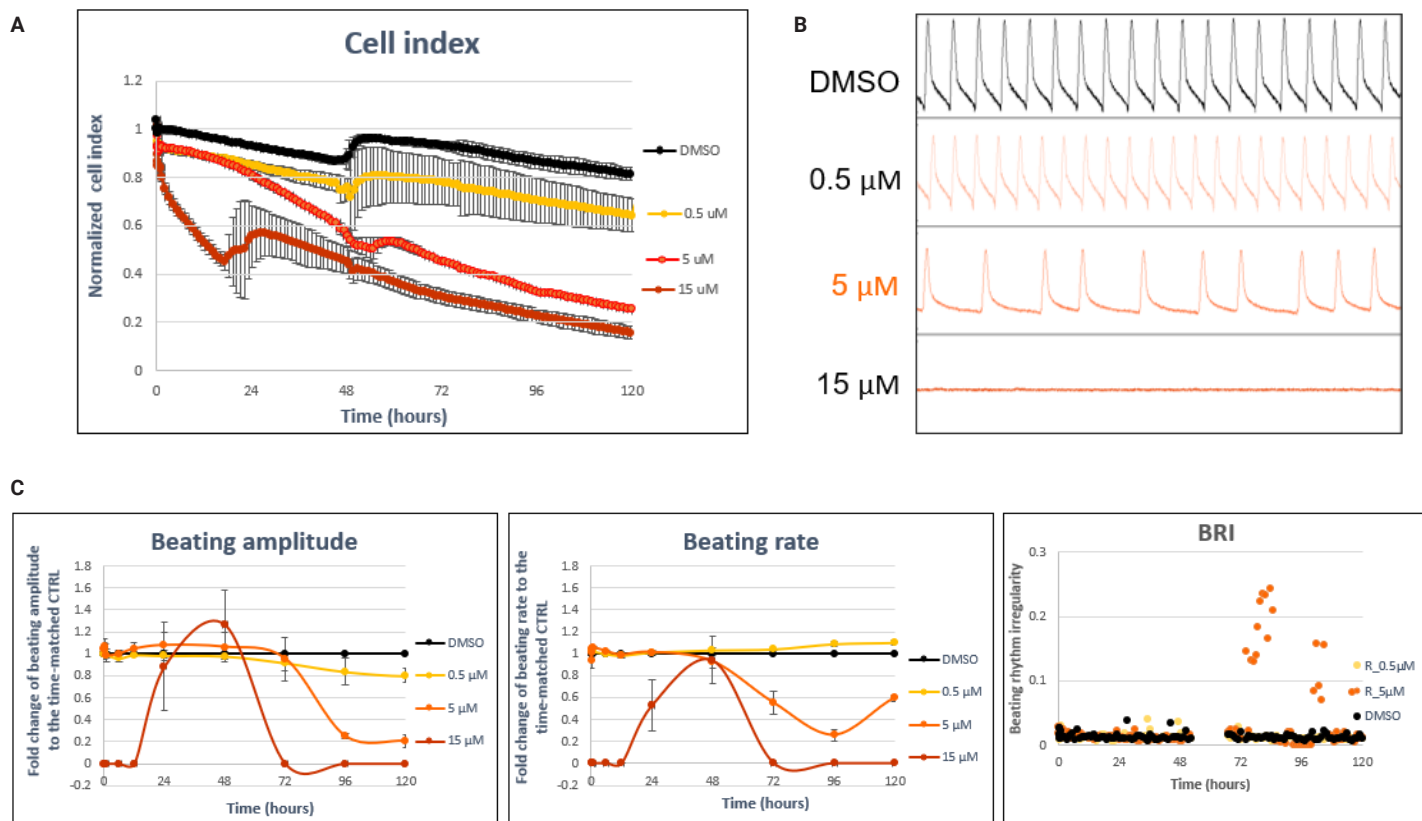 A
Cell index
Normalized cell index
1.2
1
0.8
0.6
0.4
0.2
0
0 24 48 72 96 120
Time (hours)
DMSO
0.5 uM
5 uM
15 uM
B
DMSO
0.5 µM
5 µM
15 µM
C
Beating amplitude
Fold change of beating amplitude
to the time-matched CTRL
1.8
1.6
1.4
1.2
1
0.8
0.6
0.4
0.2
0
-0.2
0 24 48 72 96 120
Time (hours)
DMSO
0.5 µM
5 µM
15 µM
Beating rate
Fold change of beating rate to the
time-matched CTRL
1.8
1.6
1.4
1.2
1
0.8
0.6
0.4
0.2
0
-0.2
0 24 48 72 96 120
Time (hours)
DMSO
0.5 µM
5 µM
15 µM
BRI
Beating rhythm irregularity
0.3
0.2
0.1
0
0 24 48 72 96 120
Time (hours)
R_0.5µM
R_5µM
DMSO